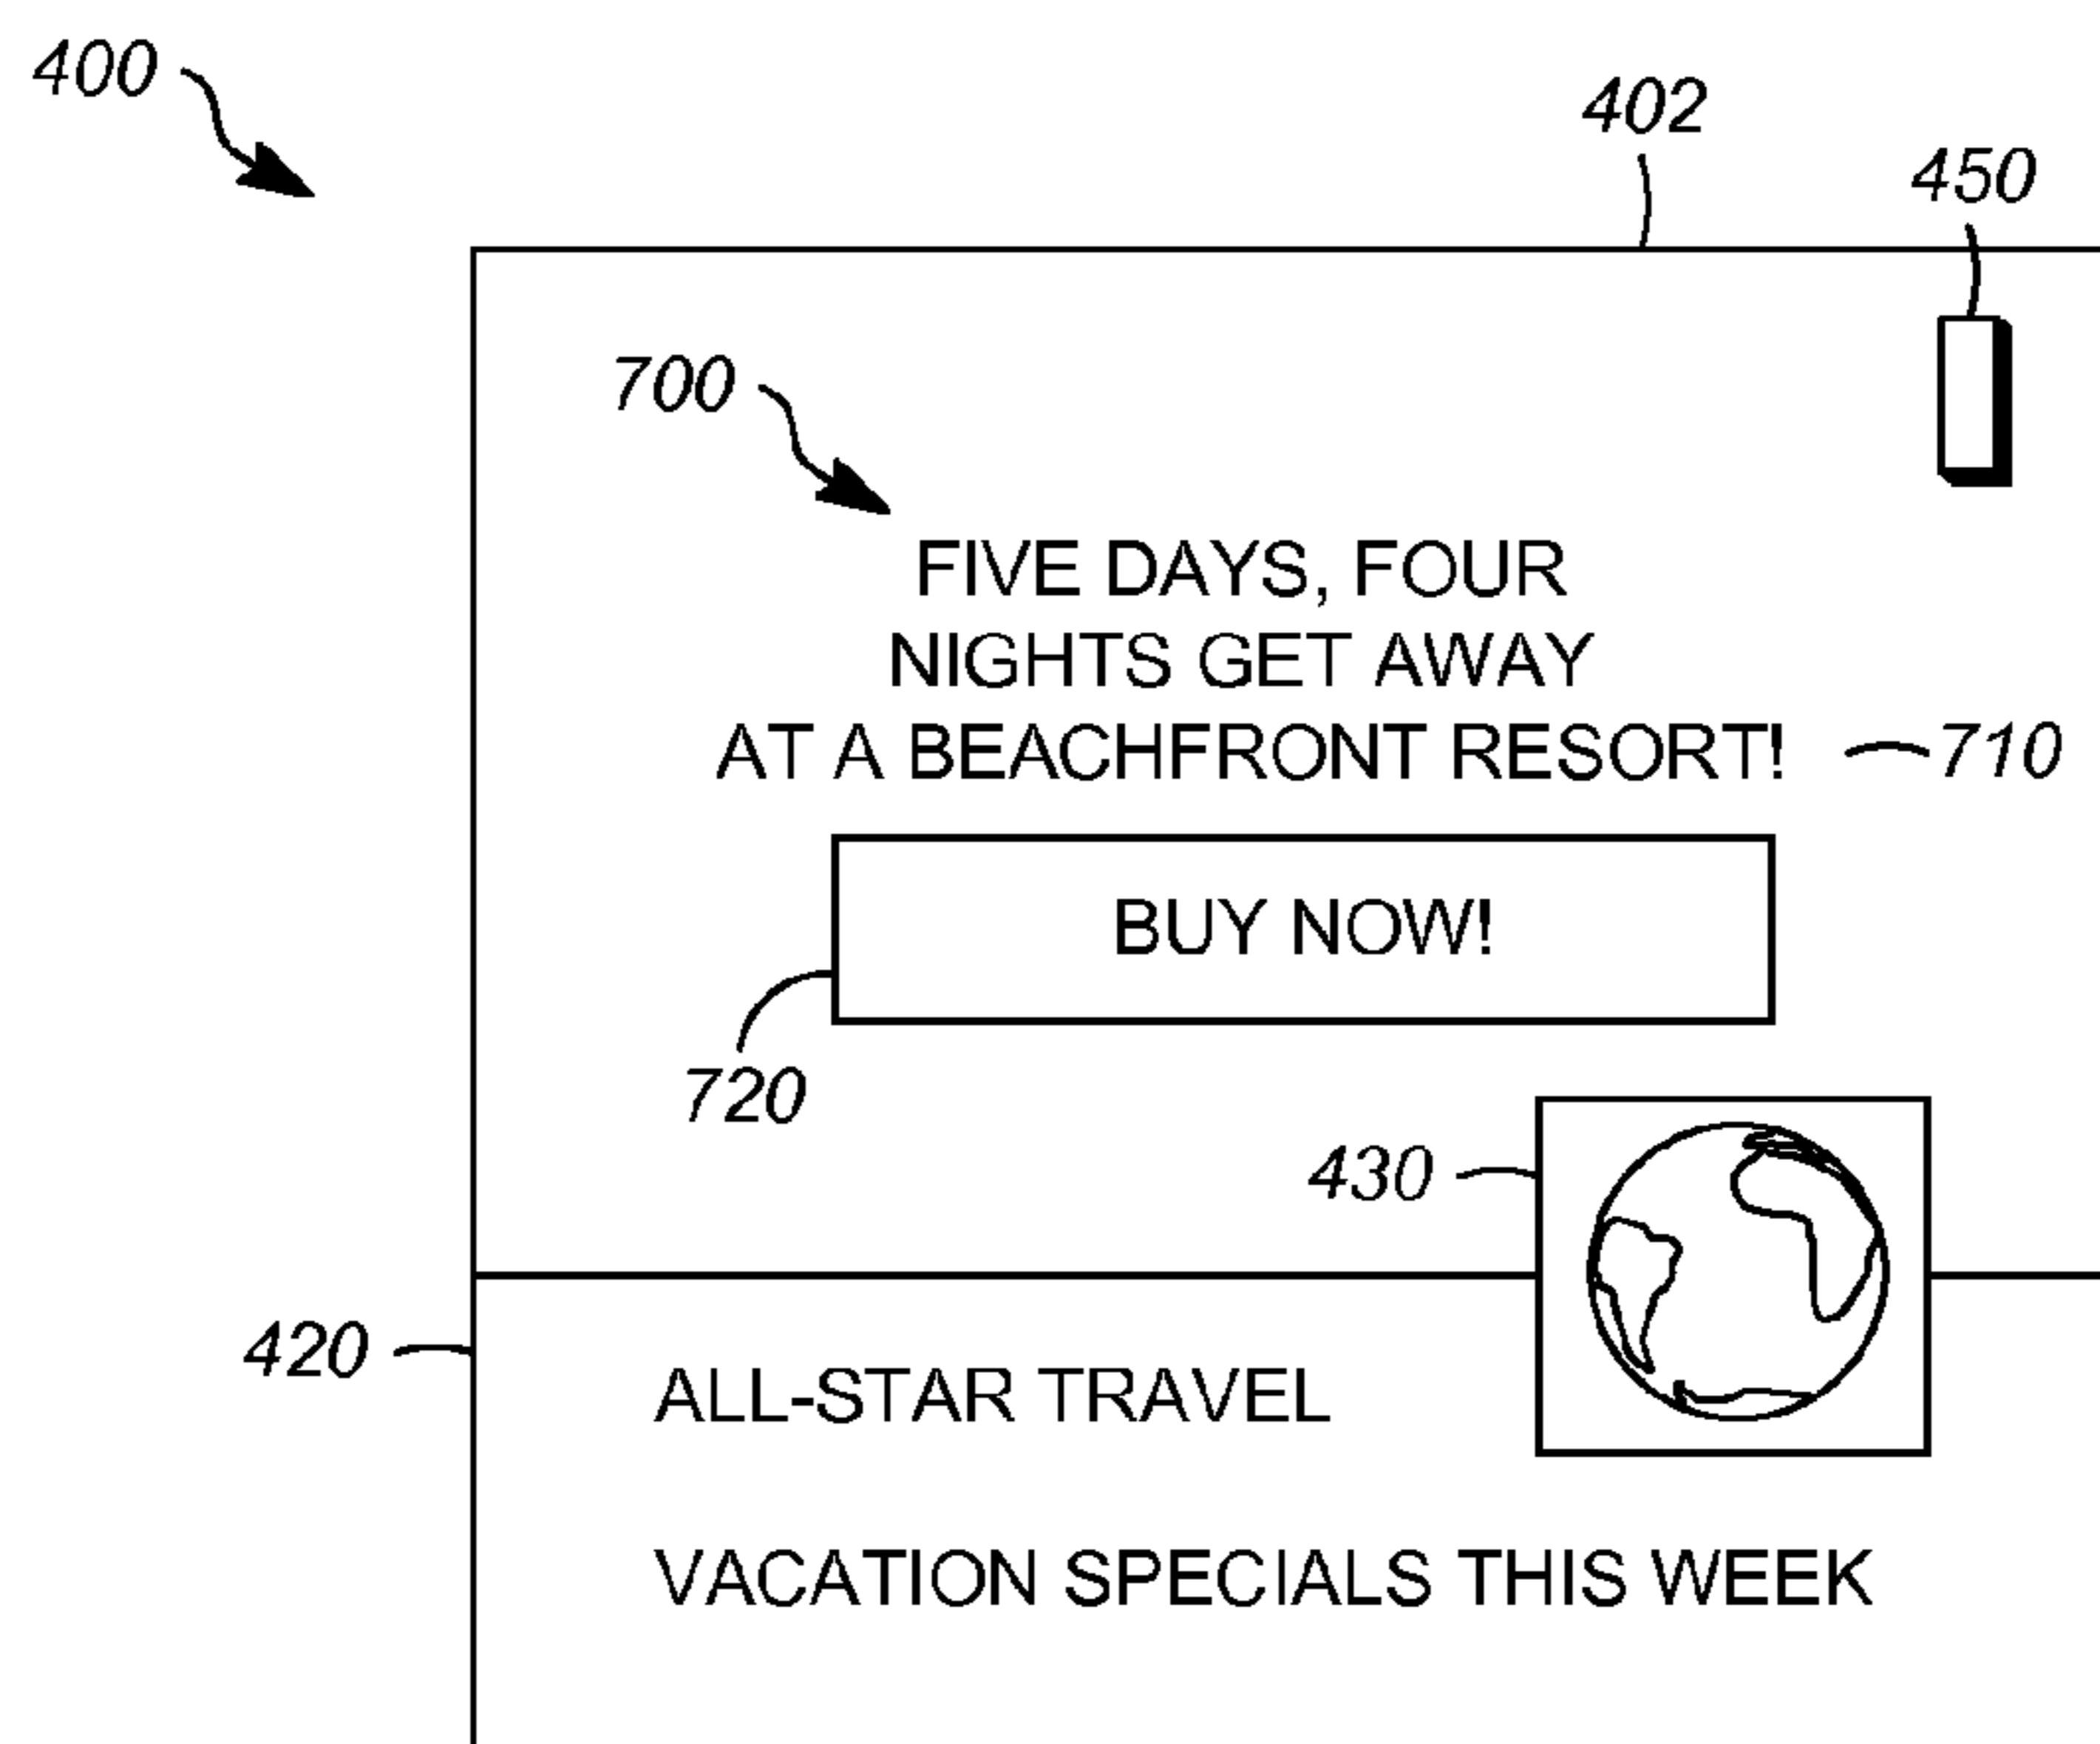 400
402
450
700
FIVE DAYS, FOUR
NIGHTS GET AWAY
AT A BEACHFRONT RESORT!
710
BUY NOW!
720
430
420
ALL-STAR TRAVEL
VACATION SPECIALS THIS WEEK